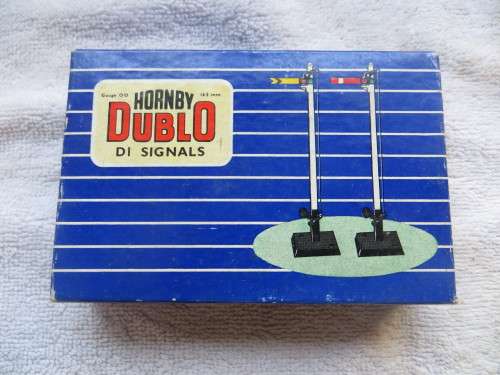 Gauge OO 16.5 mm
HORNBY
DUBLO
D1 SIGNALS